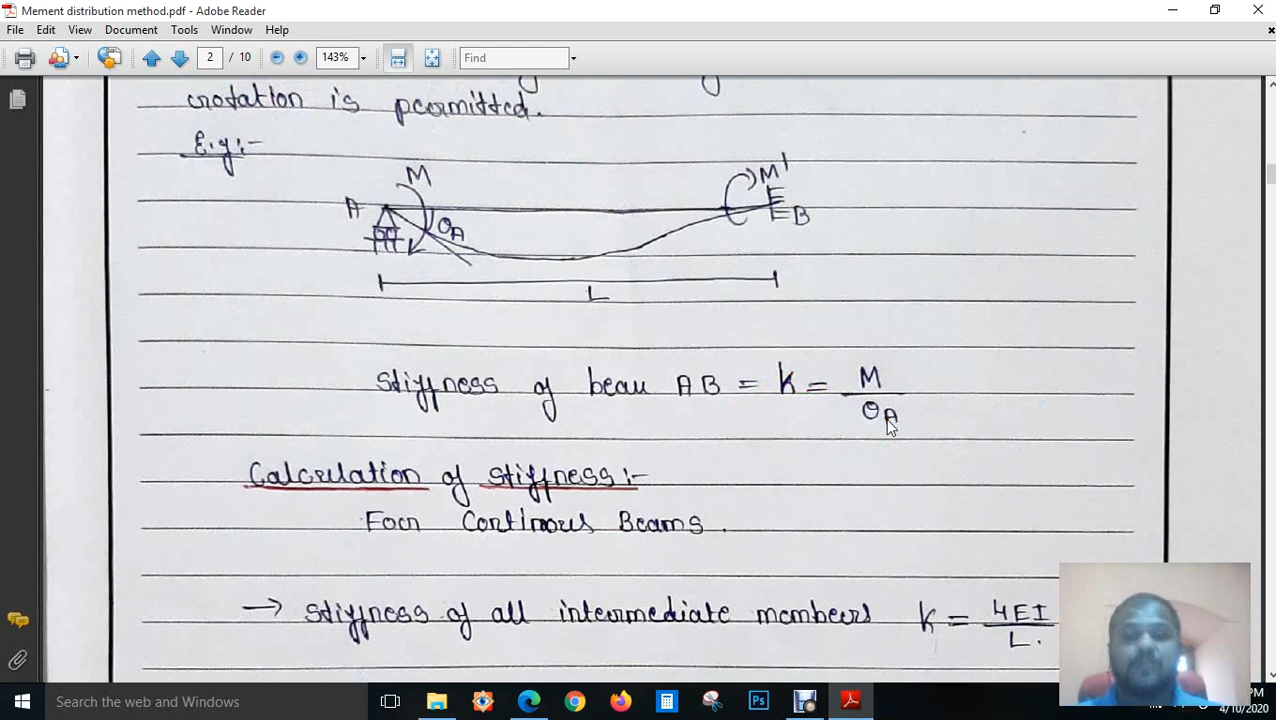 Mement distribution method.pdf - Adobe Reader
File Edit View Document Tools Window Help
2 / 10 143% Find
rotation is permitted.
E.g:-
M M'
A θA B
L
Stiffness of beam AB = K = M
θA
Calculation of stiffness:-
For Continous Beams.
→ Stiffness of all intermediate members K = 4EI
L.
Search the web and Windows
PM
4/10/2020